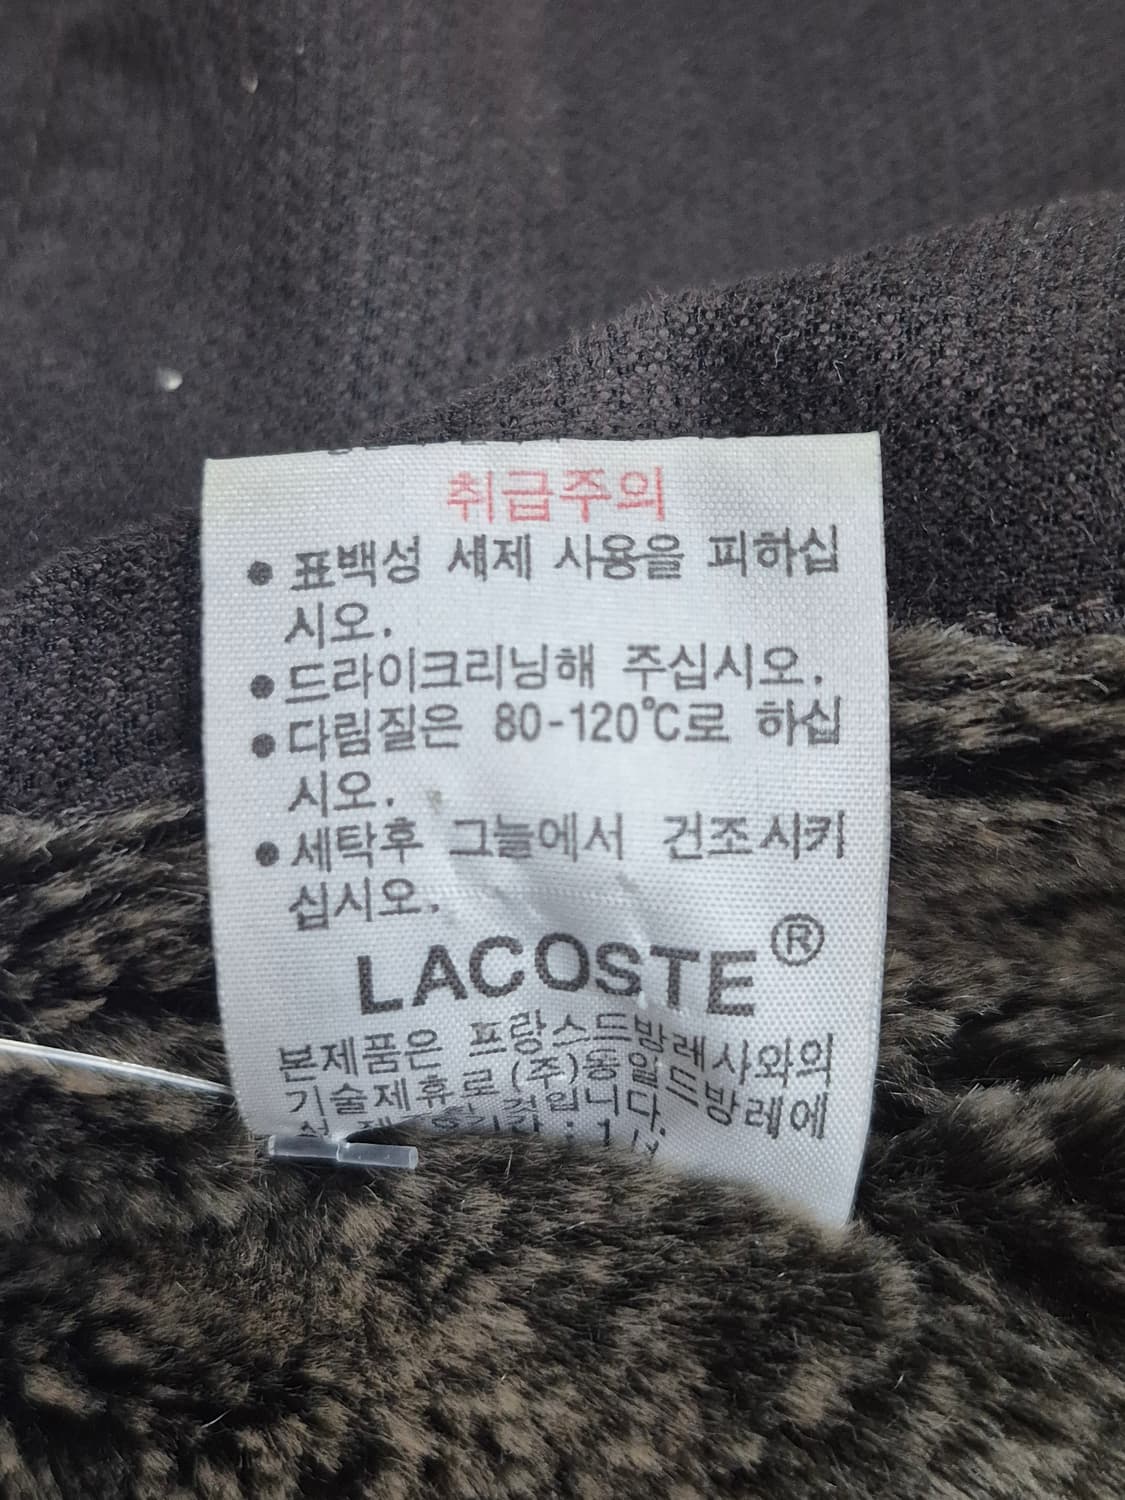 취급주의
● 표백성 세제 사용을 피하십
시오.
● 드라이크리닝해 주십시오.
● 다림질은 80-120℃로 하십
시오.
● 세탁후 그늘에서 건조시키
십시오.
LACOSTE®
본제품은 프랑스드방레사와의
기술제휴로 (주)동일드방레에
것입니다.